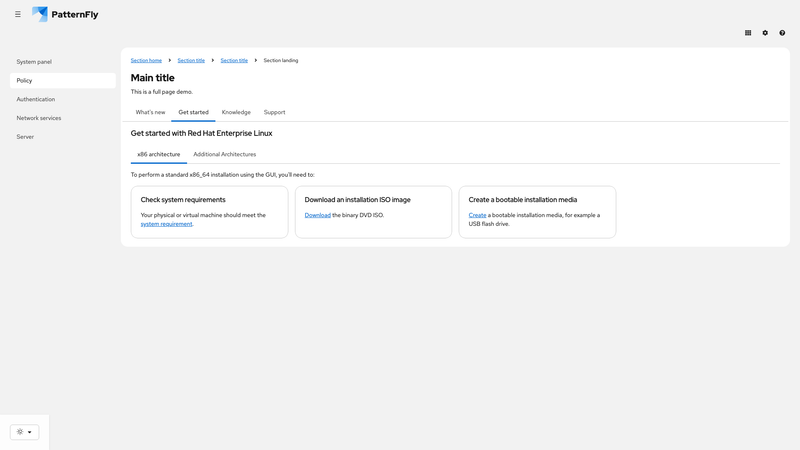 PatternFly
System panel
Policy
Authentication
Network services
Server
Section home Section title Section title Section landing
Main title
This is a full page demo.
What's new Get started Knowledge Support
Get started with Red Hat Enterprise Linux
x86 architecture Additional Architectures
To perform a standard x86_64 installation using the GUI, you'll need to:
Check system requirements
Your physical or virtual machine should meet the
system requirement.
Download an installation ISO image
Download the binary DVD ISO.
Create a bootable installation media
Create a bootable installation media, for example a
USB flash drive.